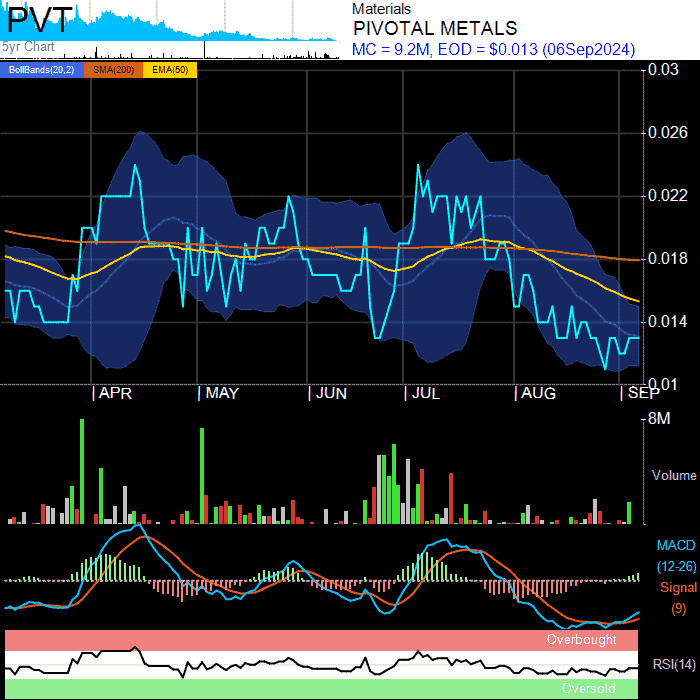 PVT
5yr Chart
Materials
PIVOTAL METALS
MC = 9.2M, EOD = $0.013 (06Sep2024)
BollBands(20,2) SMA(200) EMA(50)
0.03
0.026
0.022
0.018
0.014
0.01
| APR | MAY | JUN | JUL | AUG | SEP
8M
Volume
MACD
(12-26)
Signal
(9)
Overbought
RSI(14)
Oversold